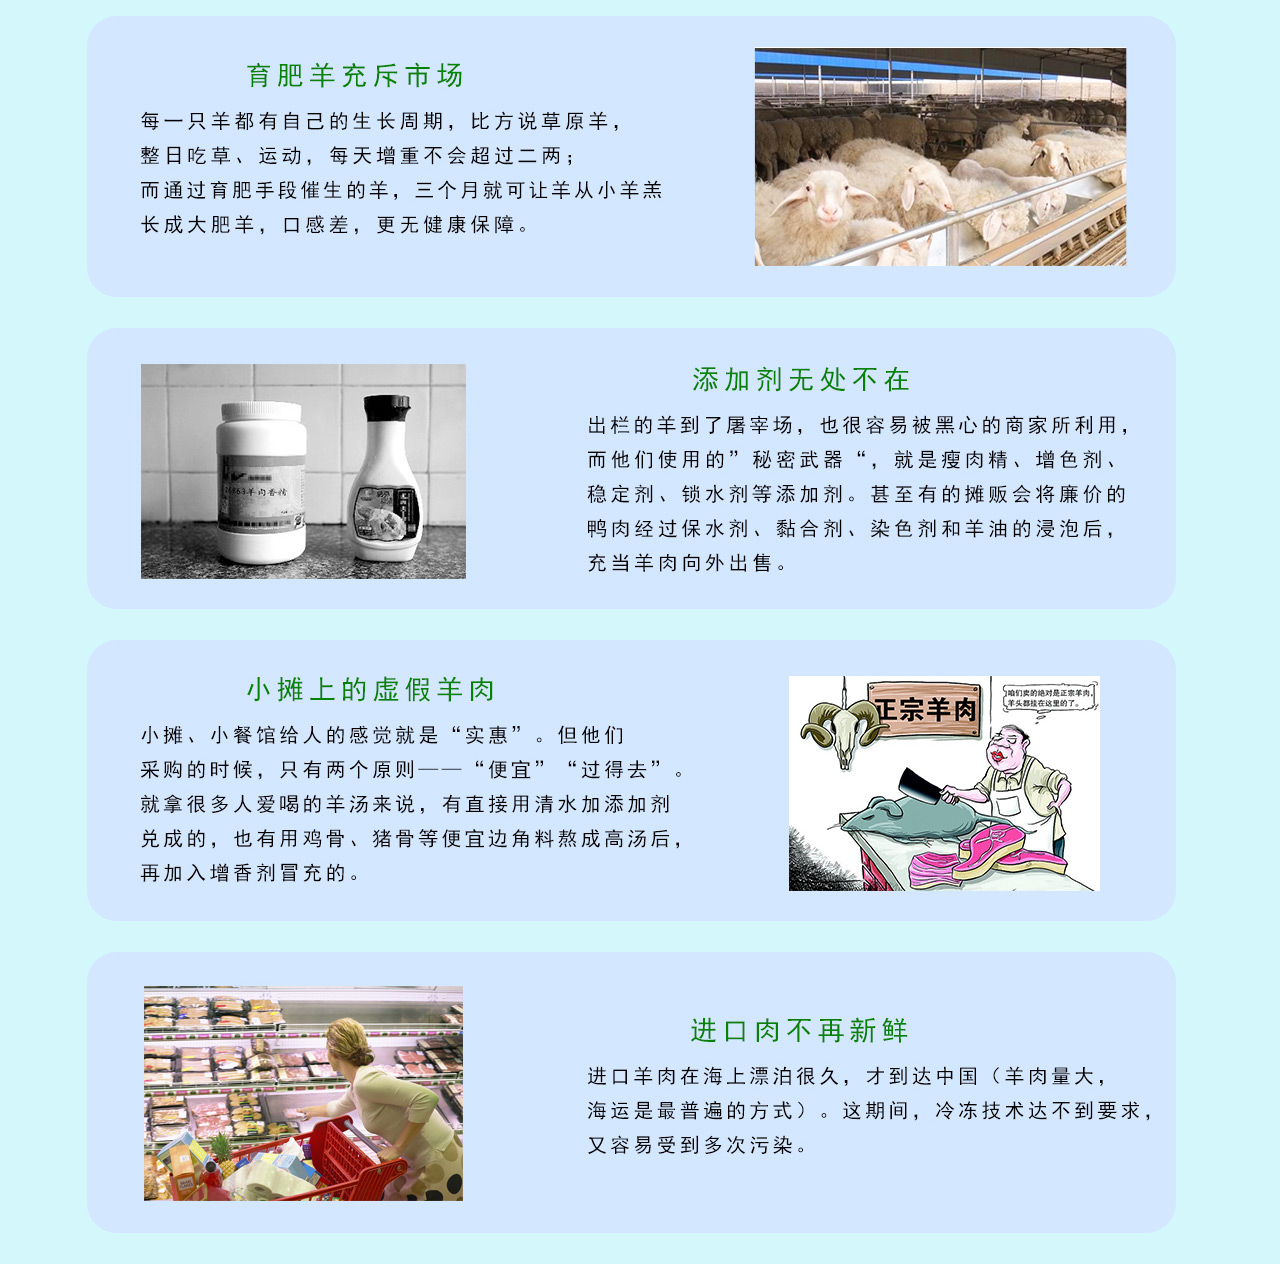 育肥羊充斥市场
每一只羊都有自己的生长周期，比方说草原羊，
整日吃草、运动，每天增重不会超过二两；
而通过育肥手段催生的羊，三个月就可让羊从小羊羔
长成大肥羊，口感差，更无健康保障。
添加剂无处不在
出栏的羊到了屠宰场，也很容易被黑心的商家所利用，
而他们使用的”秘密武器“，就是瘦肉精、增色剂、
稳定剂、锁水剂等添加剂。甚至有的摊贩会将廉价的
鸭肉经过保水剂、黏合剂、染色剂和羊油的浸泡后，
充当羊肉向外出售。
羊肉香精
小摊上的虚假羊肉
小摊、小餐馆给人的感觉就是“实惠”。但他们
采购的时候，只有两个原则——“便宜”“过得去”。
就拿很多人爱喝的羊汤来说，有直接用清水加添加剂
兑成的，也有用鸡骨、猪骨等便宜边角料熬成高汤后，
再加入增香剂冒充的。
正宗羊肉
咱们卖的绝对是正宗羊肉，
羊头都挂在这里的了。
进口肉不再新鲜
进口羊肉在海上漂泊很久，才到达中国（羊肉量大，
海运是最普遍的方式）。这期间，冷冻技术达不到要求，
又容易受到多次污染。